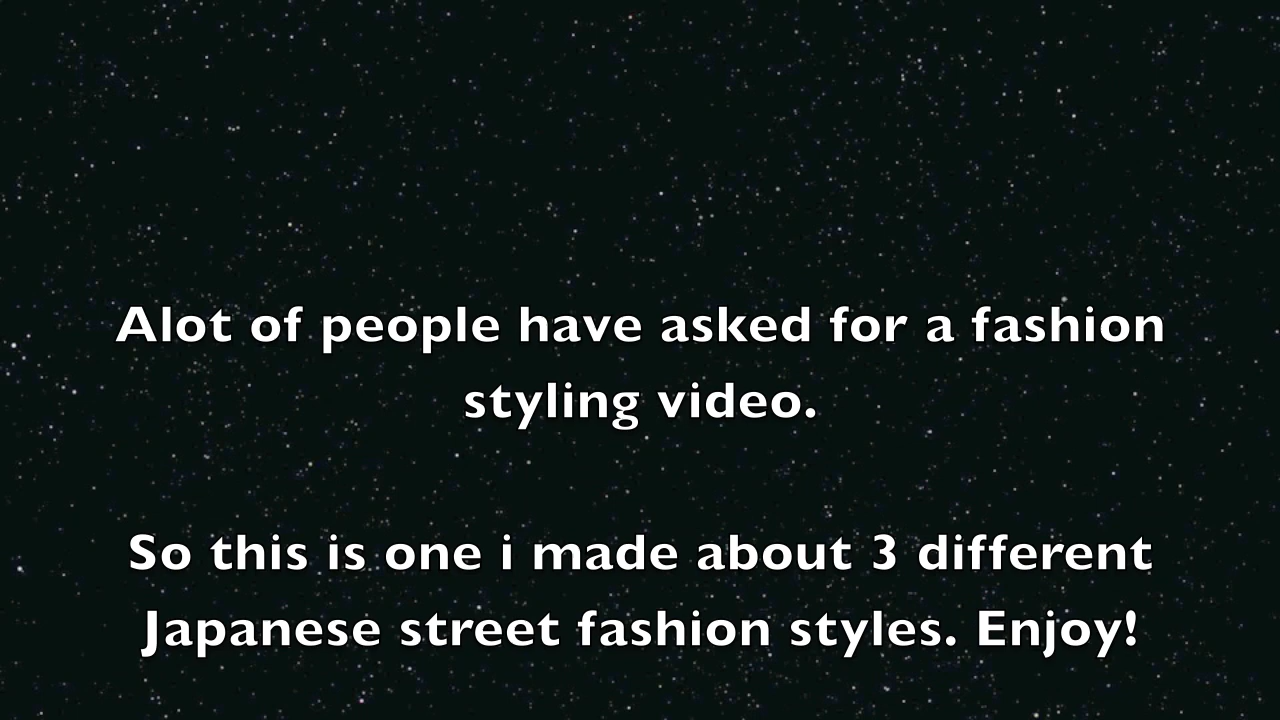 Alot of people have asked for a fashion
styling video.
So this is one i made about 3 different
Japanese street fashion styles. Enjoy!